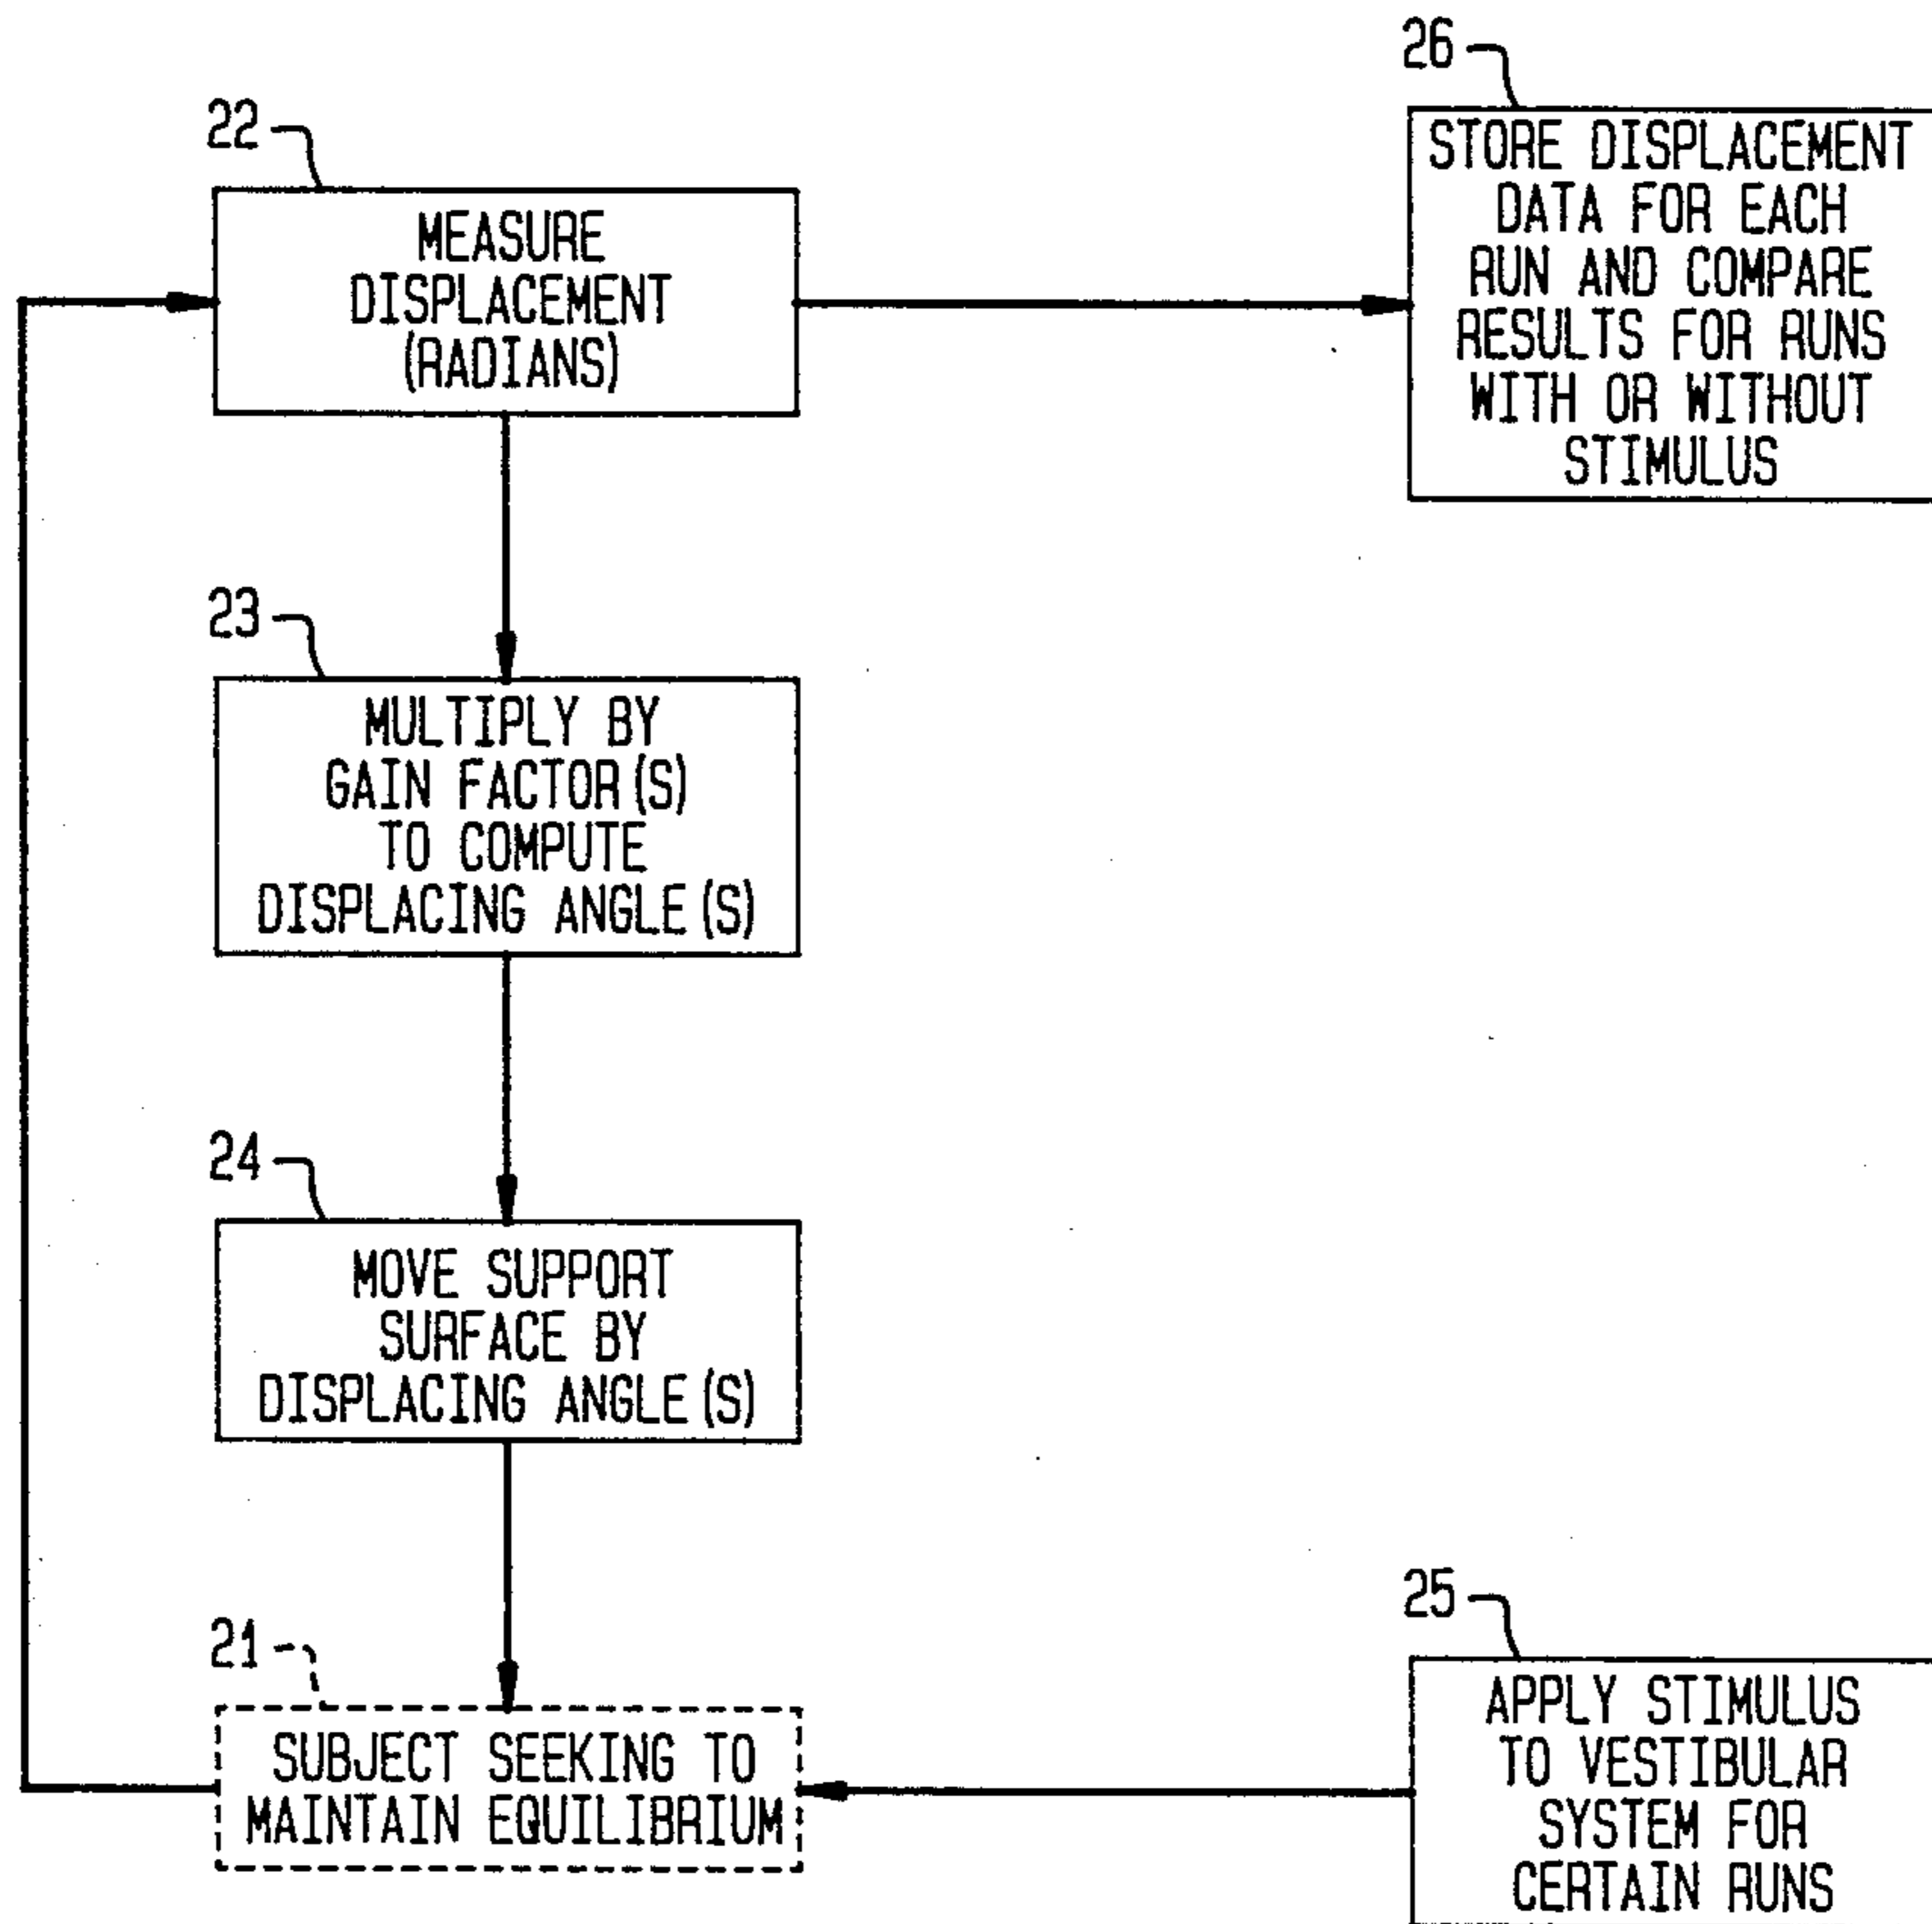 22
MEASURE
DISPLACEMENT
(RADIANS)
26
STORE DISPLACEMENT
DATA FOR EACH
RUN AND COMPARE
RESULTS FOR RUNS
WITH OR WITHOUT
STIMULUS
23
MULTIPLY BY
GAIN FACTOR(S)
TO COMPUTE
DISPLACING ANGLE(S)
24
MOVE SUPPORT
SURFACE BY
DISPLACING ANGLE(S)
21
SUBJECT SEEKING TO
MAINTAIN EQUILIBRIUM
25
APPLY STIMULUS
TO VESTIBULAR
SYSTEM FOR
CERTAIN RUNS